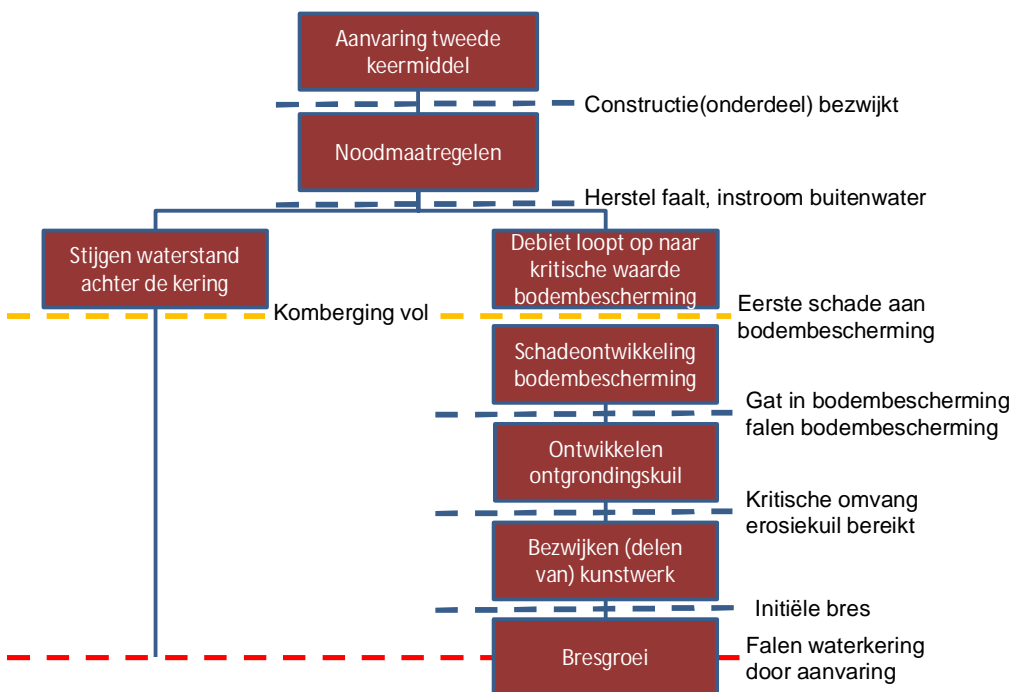 Aanvaring tweede
keermiddel
Constructie(onderdeel) bezwijkt
Noodmaatregelen
Herstel faalt, instroom buitenwater
Stijgen waterstand
achter de kering
Debiet loopt op naar
kritische waarde
bodembescherming
Komberging vol
Eerste schade aan
bodembescherming
Schadeontwikkeling
bodembescherming
Gat in bodembescherming
falen bodembescherming
Ontwikkelen
ontgrondingskuil
Kritische omvang
erosiekuil bereikt
Bezwijken (delen
van) kunstwerk
Initiële bres
Bresgroei
Falen waterkering
door aanvaring